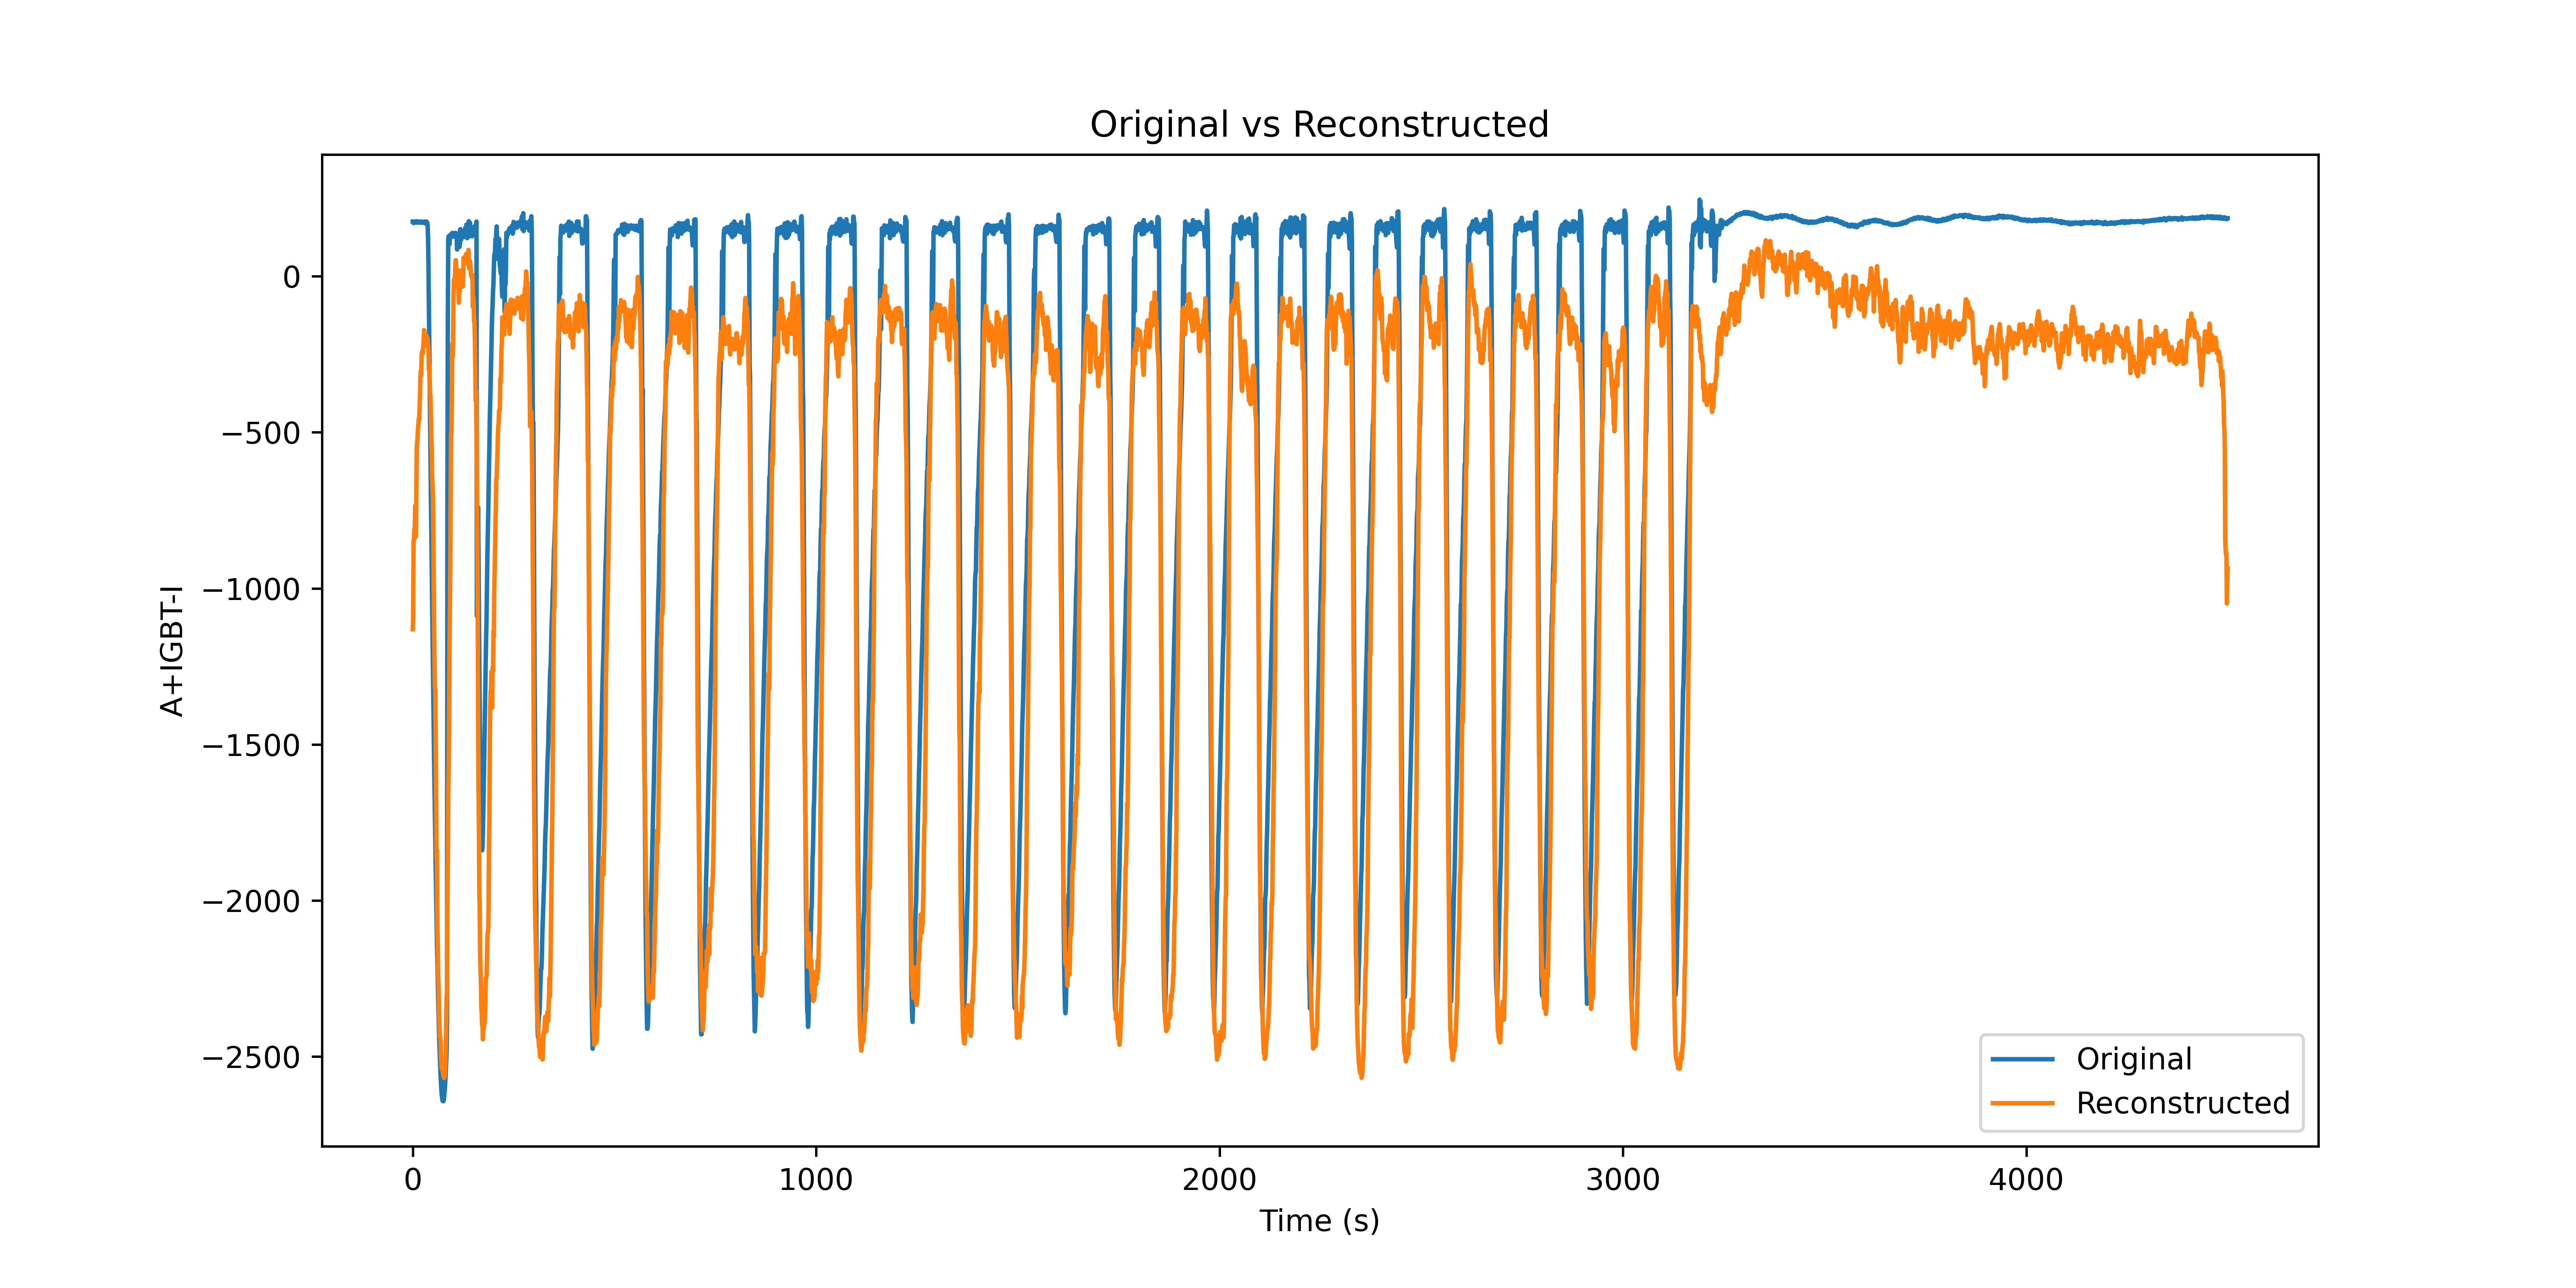 Original vs Reconstructed
A+IGBT-I
0
−500
−1000
−1500
−2000
−2500
0
1000
2000
3000
4000
Time (s)
Original
Reconstructed